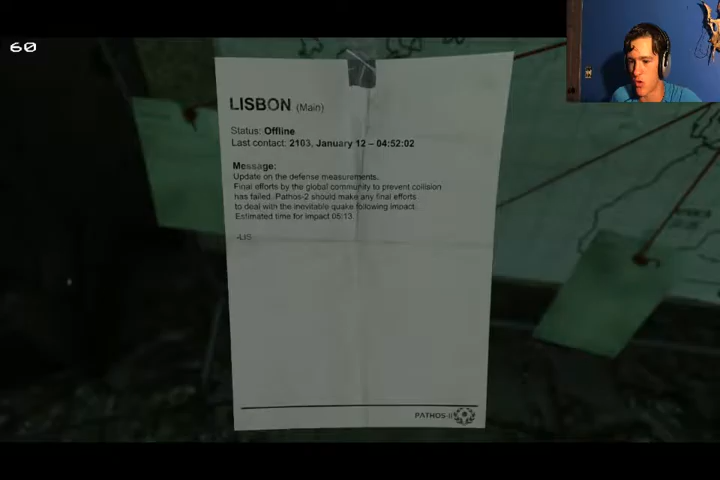 60
LISBON (Main)
Status: Offline
Last contact: 2103, January 12 – 04:52:02
Message:
Update on the defense measurements.
Final efforts by the global community to prevent collision
has failed. Pathos-2 should make any final efforts
to deal with the inevitable quake following impact.
Estimated time for impact 05:13
-LIS
PATHOS-II